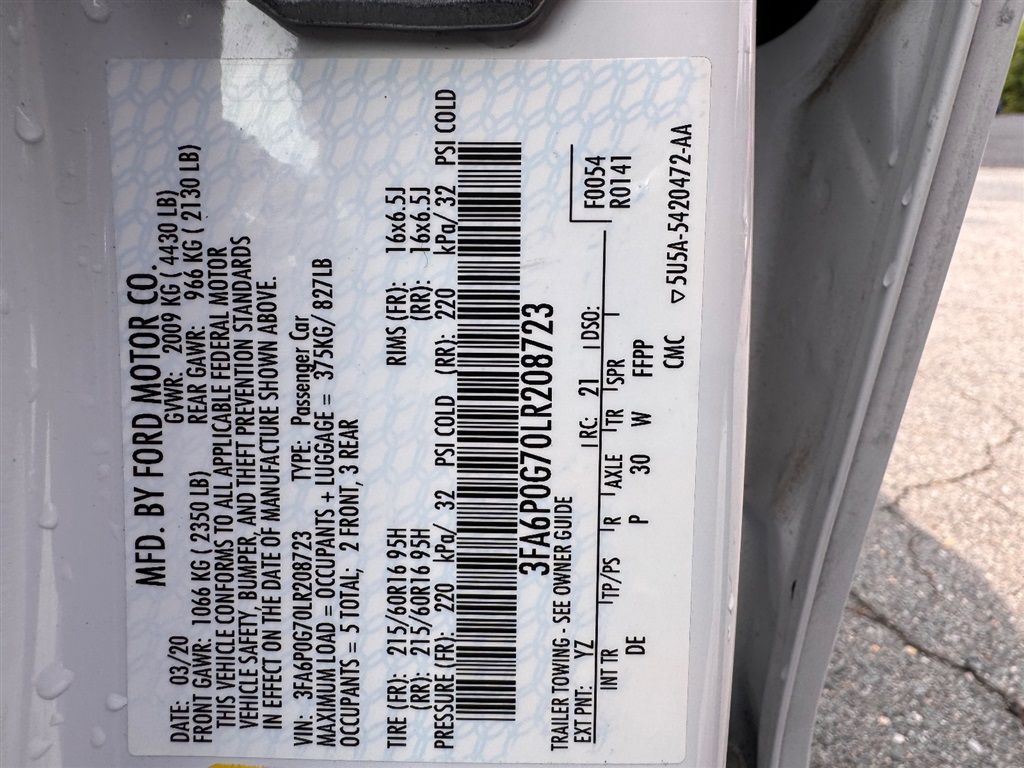 MFD. BY FORD MOTOR CO.
DATE: 03/20 GVWR: 2009 KG ( 4430 LB)
FRONT GAWR: 1066 KG ( 2350 LB) REAR GAWR: 966 KG ( 2130 LB)
THIS VEHICLE CONFORMS TO ALL APPLICABLE FEDERAL MOTOR
VEHICLE SAFETY, BUMPER, AND THEFT PREVENTION STANDARDS
IN EFFECT ON THE DATE OF MANUFACTURE SHOWN ABOVE.
VIN: 3FA6P0G70LR208723 TYPE: Passenger Car
MAXIMUM LOAD = OCCUPANTS + LUGGAGE = 375KG/ 827LB
OCCUPANTS = 5 TOTAL; 2 FRONT, 3 REAR
TIRE (FR): 215/60R16 95H RIMS (FR): 16x6.5J
(RR): 215/60R16 95H (RR): 16x6.5J
PRESSURE (FR): 220 kPa/ 32 PSI COLD (RR): 220 kPa/ 32 PSI COLD
3FA6P0G70LR208723
TRAILER TOWING - SEE OWNER GUIDE F0054
EXT PNT: YZ RC: 21 DSO: R0141
INT TR TP/PS R AXLE TR SPR
DE P 30 W FFPP
CMC ▽5U5A-5420472-AA